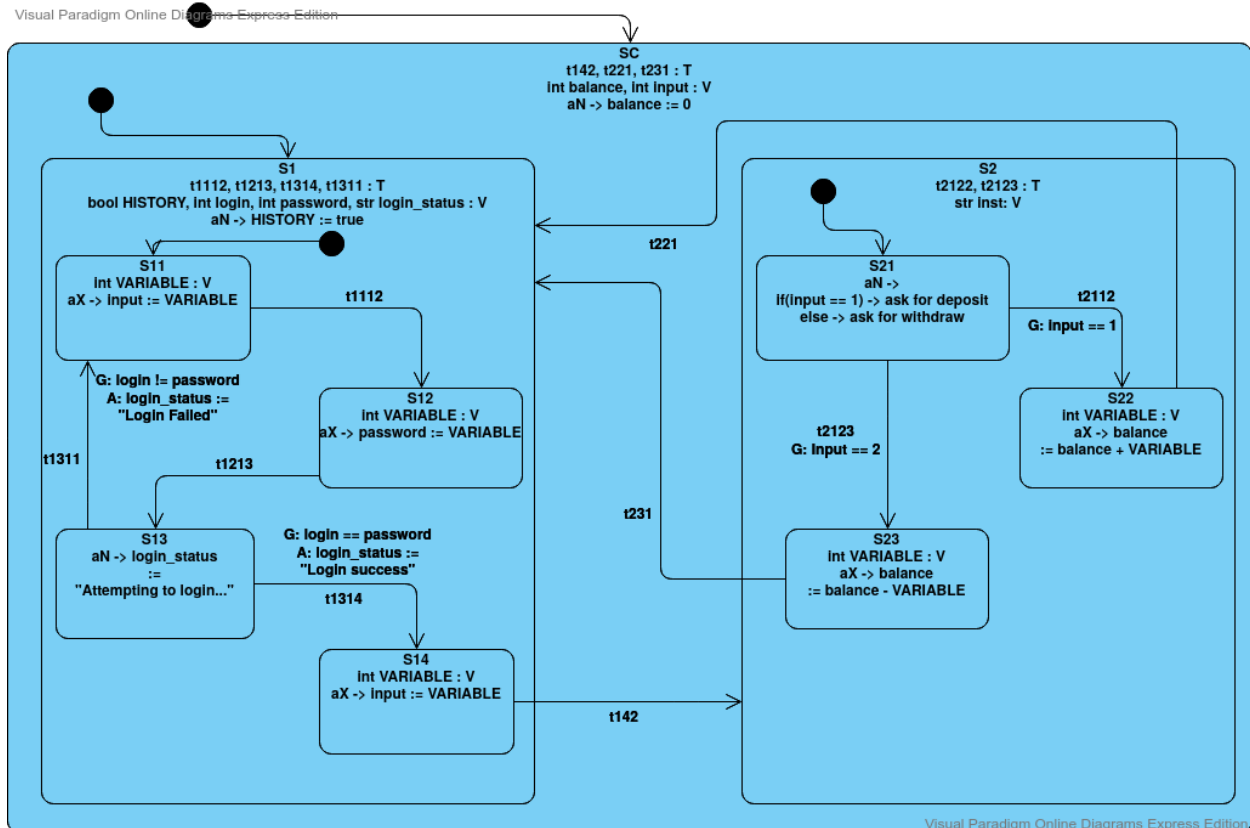 Visual Paradigm Online Diagrams Express Edition
SC
t142, t221, t231 : T
int balance, int input : V
aN -> balance := 0
S1
t1112, t1213, t1314, t1311 : T
bool HISTORY, int login, int password, str login_status : V
aN -> HISTORY := true
S11
int VARIABLE : V
aX -> input := VARIABLE
t1112
G: login != password
A: login_status :=
"Login Failed"
t1311
S12
int VARIABLE : V
aX -> password := VARIABLE
t1213
S13
aN -> login_status
:=
"Attempting to login..."
G: login == password
A: login_status :=
"Login success"
t1314
S14
int VARIABLE : V
aX -> input := VARIABLE
t142
t221
t231
S2
t2122, t2123 : T
str inst: V
S21
aN ->
if(input == 1) -> ask for deposit
else -> ask for withdraw
t2112
G: input == 1
S22
int VARIABLE : V
aX -> balance
:= balance + VARIABLE
t2123
G: Input == 2
S23
int VARIABLE : V
aX -> balance
:= balance - VARIABLE
Visual Paradigm Online Diagrams Express Edition